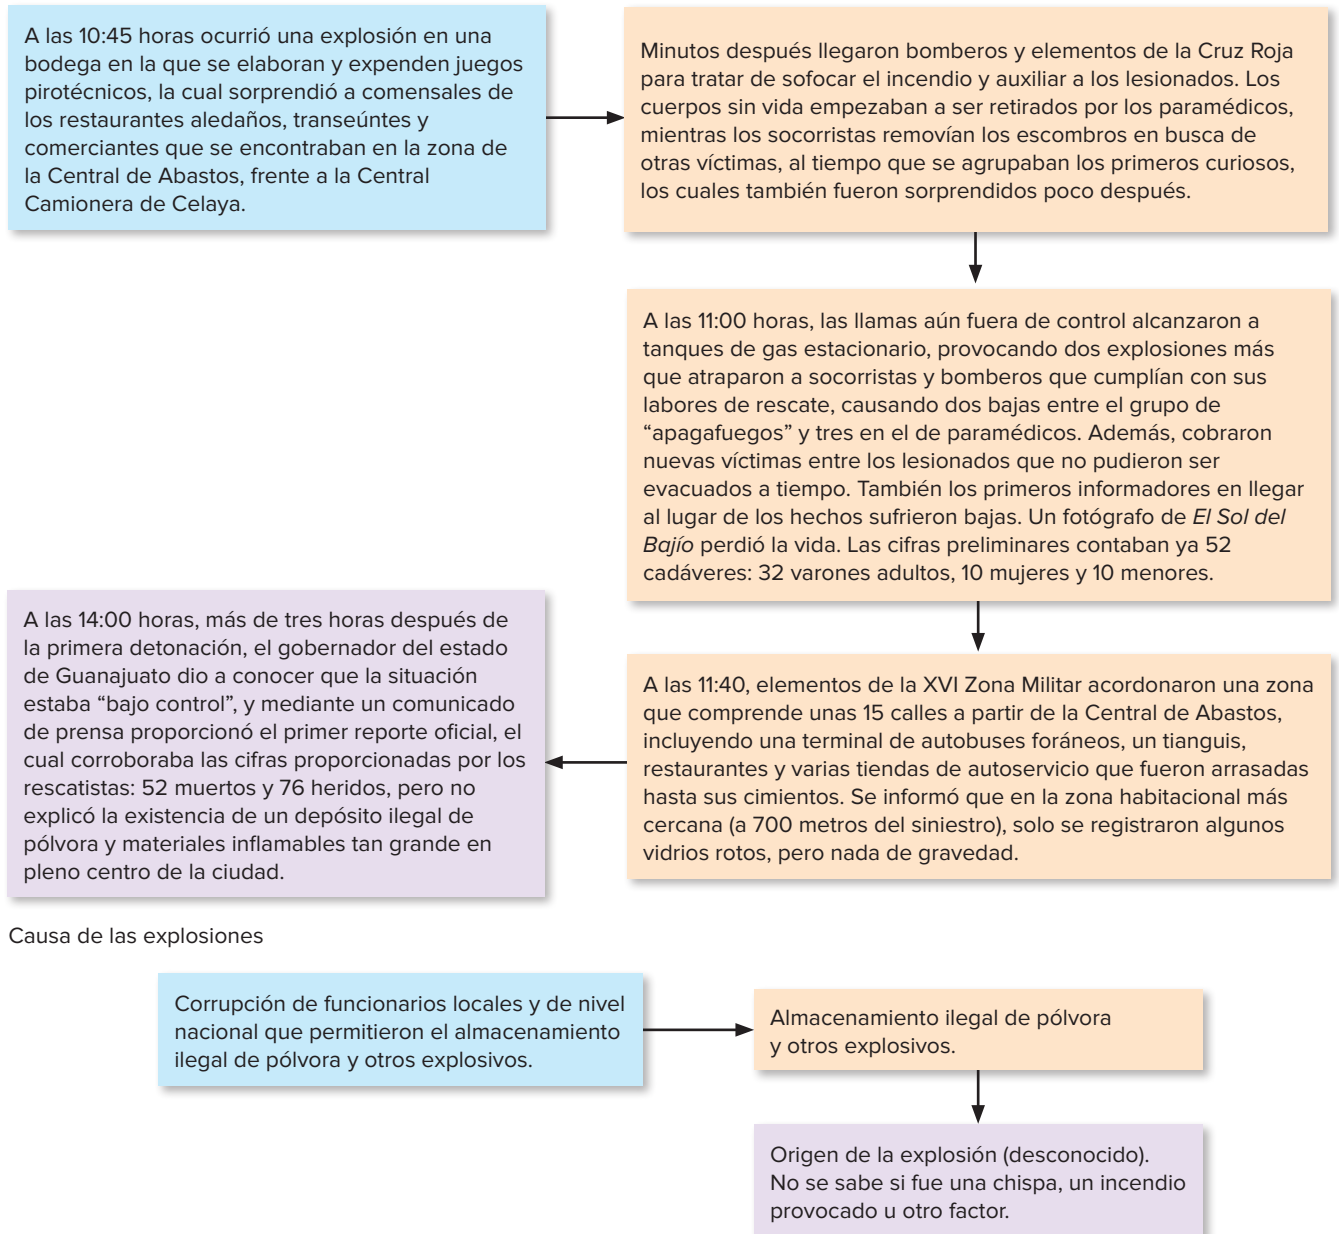 A las 10:45 horas ocurrió una explosión en una
bodega en la que se elaboran y expenden juegos
pirotécnicos, la cual sorprendió a comensales de
los restaurantes aledaños, transeúntes y
comerciantes que se encontraban en la zona de
la Central de Abastos, frente a la Central
Camionera de Celaya.
Minutos después llegaron bomberos y elementos de la Cruz Roja
para tratar de sofocar el incendio y auxiliar a los lesionados. Los
cuerpos sin vida empezaban a ser retirados por los paramédicos,
mientras los socorristas removían los escombros en busca de
otras víctimas, al tiempo que se agrupaban los primeros curiosos,
los cuales también fueron sorprendidos poco después.
A las 11:00 horas, las llamas aún fuera de control alcanzaron a
tanques de gas estacionario, provocando dos explosiones más
que atraparon a socorristas y bomberos que cumplían con sus
labores de rescate, causando dos bajas entre el grupo de
“apagafuegos” y tres en el de paramédicos. Además, cobraron
nuevas víctimas entre los lesionados que no pudieron ser
evacuados a tiempo. También los primeros informadores en llegar
al lugar de los hechos sufrieron bajas. Un fotógrafo de El Sol del
Bajío perdió la vida. Las cifras preliminares contaban ya 52
cadáveres: 32 varones adultos, 10 mujeres y 10 menores.
A las 11:40, elementos de la XVI Zona Militar acordonaron una zona
que comprende unas 15 calles a partir de la Central de Abastos,
incluyendo una terminal de autobuses foráneos, un tianguis,
restaurantes y varias tiendas de autoservicio que fueron arrasadas
hasta sus cimientos. Se informó que en la zona habitacional más
cercana (a 700 metros del siniestro), solo se registraron algunos
vidrios rotos, pero nada de gravedad.
A las 14:00 horas, más de tres horas después de
la primera detonación, el gobernador del estado
de Guanajuato dio a conocer que la situación
estaba “bajo control”, y mediante un comunicado
de prensa proporcionó el primer reporte oficial, el
cual corroboraba las cifras proporcionadas por los
rescatistas: 52 muertos y 76 heridos, pero no
explicó la existencia de un depósito ilegal de
pólvora y materiales inflamables tan grande en
pleno centro de la ciudad.
Causa de las explosiones
Corrupción de funcionarios locales y de nivel
nacional que permitieron el almacenamiento
ilegal de pólvora y otros explosivos.
Almacenamiento ilegal de pólvora
y otros explosivos.
Origen de la explosión (desconocido).
No se sabe si fue una chispa, un incendio
provocado u otro factor.